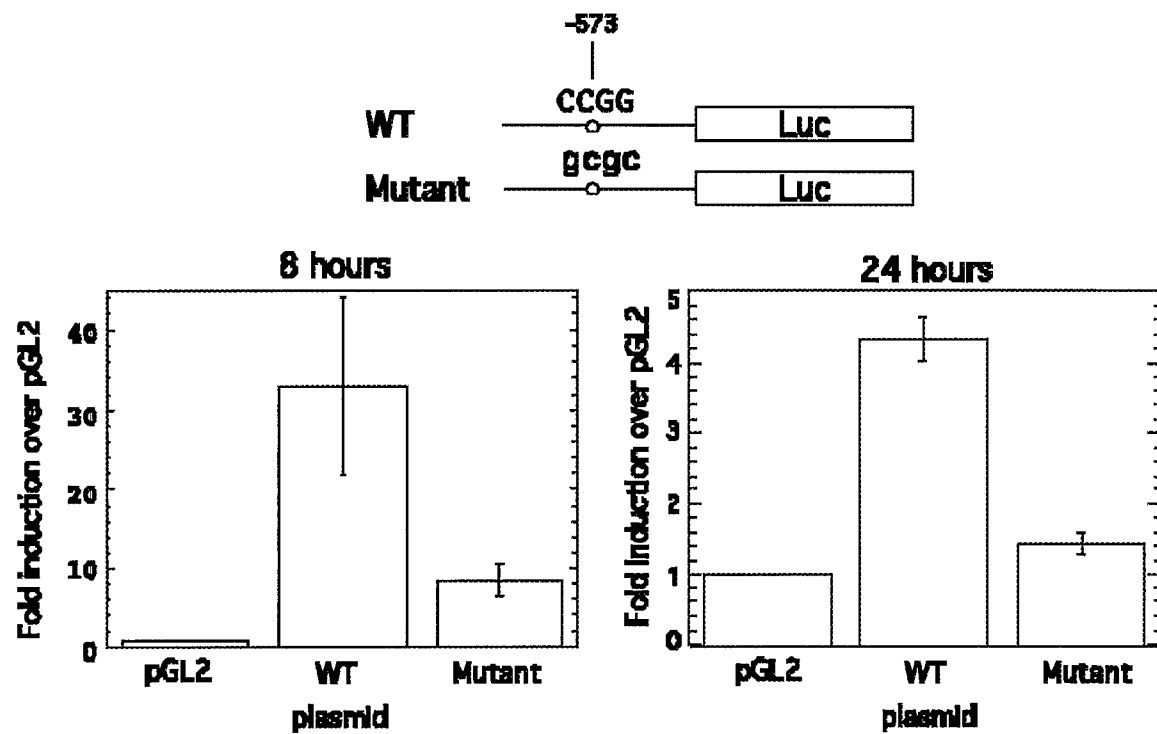 -573
CCGG
WT
Luc
gcgc
Mutant
Luc
8 hours
Fold induction over pGL2
40
30
20
10
0
pGL2
WT
Mutant
plasmid
24 hours
Fold induction over pGL2
5
4
3
2
1
0
pGL2
WT
Mutant
plasmid